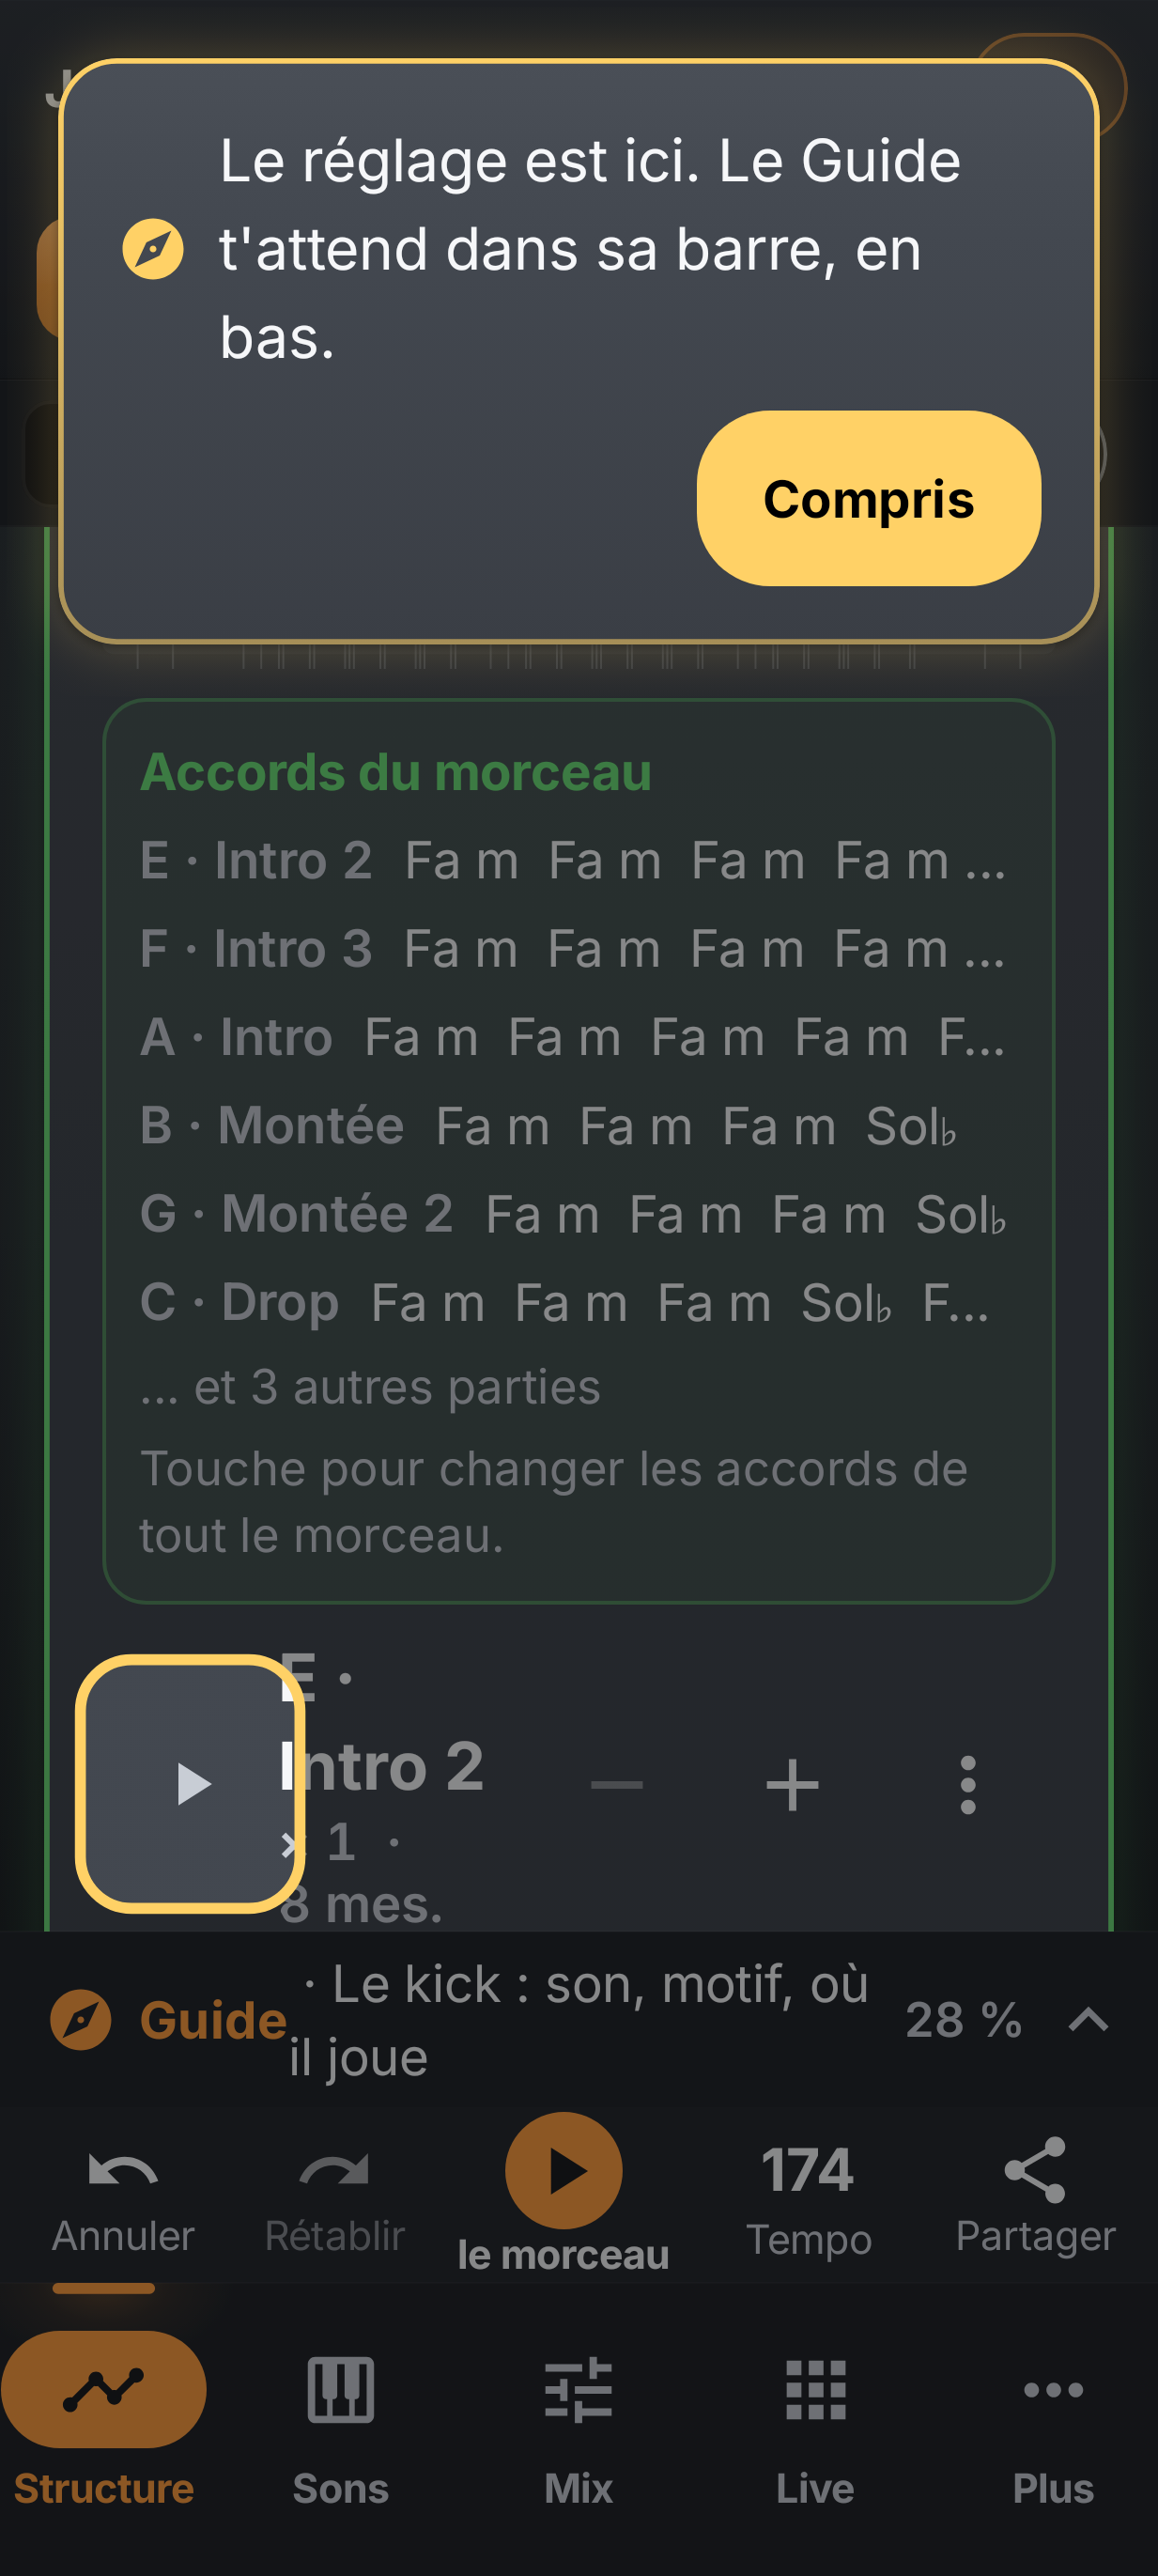 J
Le réglage est ici. Le Guide
t'attend dans sa barre, en
bas.
Compris
Accords du morceau
E · Intro 2 Fa m Fa m Fa m Fa m ...
F · Intro 3 Fa m Fa m Fa m Fa m ...
A · Intro Fa m Fa m Fa m Fa m F...
B · Montée Fa m Fa m Fa m Sol♭
G · Montée 2 Fa m Fa m Fa m Sol♭
C · Drop Fa m Fa m Fa m Sol♭ F...
... et 3 autres parties
Touche pour changer les accords de
tout le morceau.
E ·
Intro 2
× 1 ·
8 mes.
Guide · Le kick : son, motif, où
il joue
28 %
Annuler
Rétablir
le morceau
174
Tempo
Partager
Structure
Sons
Mix
Live
Plus